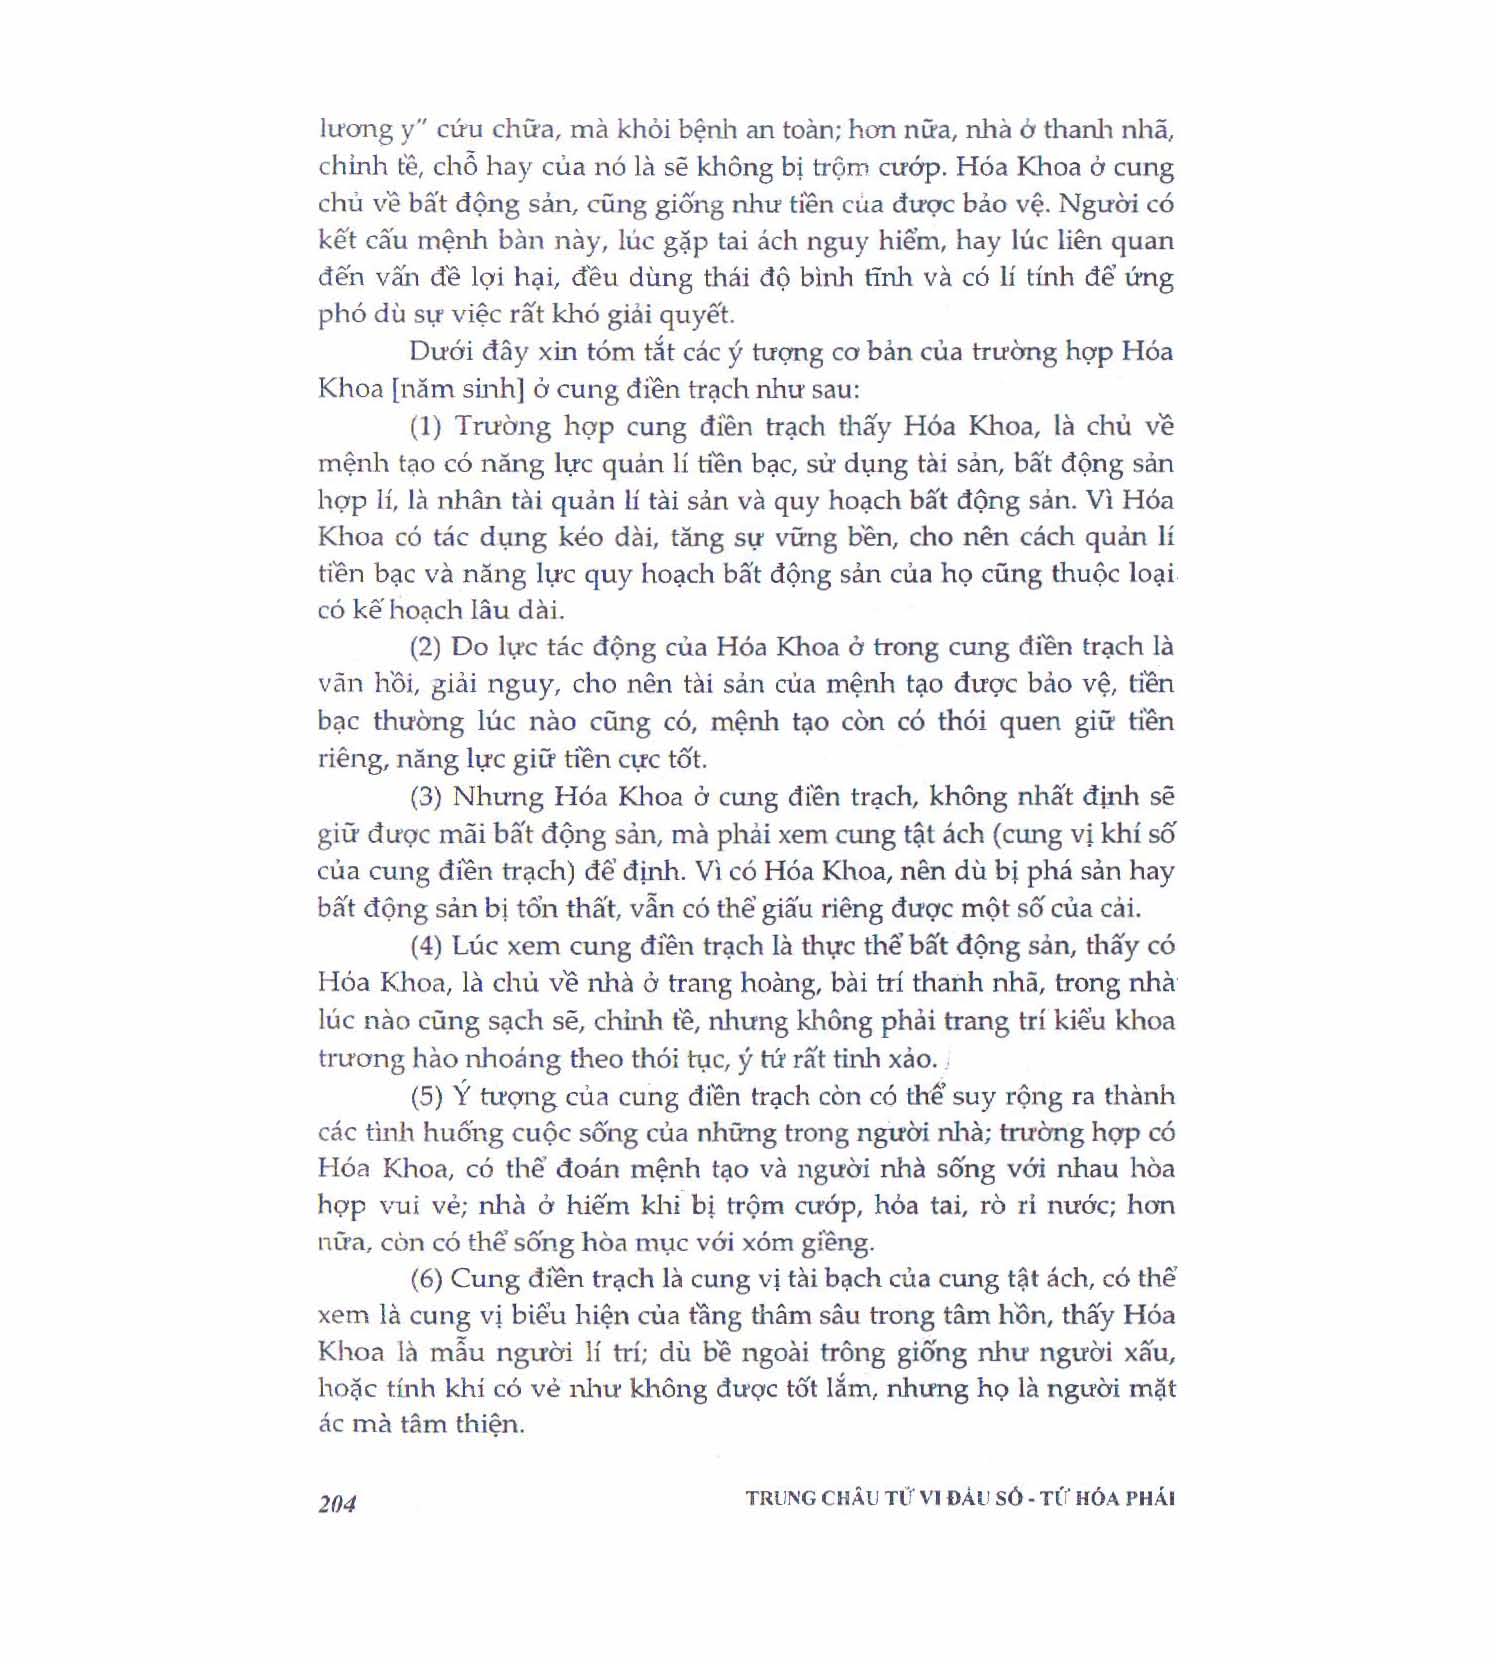 lương y" cứu chữa, mà khỏi bệnh an toàn; hơn nữa, nhà ở thanh nhã,
chỉnh tề, chỗ hay của nó là sẽ không bị trộm cướp. Hóa Khoa ở cung
chủ về bất động sản, cũng giống như tiền của được bảo vệ. Người có
kết cấu mệnh bàn này, lúc gặp tai ách nguy hiểm, hay lúc liên quan
đến vấn đề lợi hại, đều dùng thái độ bình tĩnh và có lí tính để ứng
phó dù sự việc rất khó giải quyết.
Dưới đây xin tóm tắt các ý tượng cơ bản của trường hợp Hóa
Khoa [năm sinh] ở cung điền trạch như sau:
(1) Trường hợp cung điền trạch thấy Hóa Khoa, là chủ về
mệnh tạo có năng lực quản lí tiền bạc, sử dụng tài sản, bất động sản
hợp lí, là nhân tài quản lí tài sản và quy hoạch bất động sản. Vì Hóa
Khoa có tác dụng kéo dài, tăng sự vững bền, cho nên cách quản lí
tiền bạc và năng lực quy hoạch bất động sản của họ cũng thuộc loại
có kế hoạch lâu dài.
(2) Do lực tác động của Hóa Khoa ở trong cung điền trạch là
vãn hồi, giải nguy, cho nên tài sản của mệnh tạo được bảo vệ, tiền
bạc thường lúc nào cũng có, mệnh tạo còn có thói quen giữ tiền
riêng, năng lực giữ tiền cực tốt.
(3) Nhưng Hóa Khoa ở cung điền trạch, không nhất định sẽ
giữ được mãi bất động sản, mà phải xem cung tật ách (cung vị khí số
của cung điền trạch) để định. Vì có Hóa Khoa, nên dù bị phá sản hay
bất động sản bị tổn thất, vẫn có thể giấu riêng được một số của cải.
(4) Lúc xem cung điền trạch là thực thể bất động sản, thấy có
Hóa Khoa, là chủ về nhà ở trang hoàng, bài trí thanh nhã, trong nhà
lúc nào cũng sạch sẽ, chỉnh tề, nhưng không phải trang trí kiểu khoa
trương hào nhoáng theo thói tục, ý tứ rất tinh xảo.
(5) Ý tượng của cung điền trạch còn có thể suy rộng ra thành
các tình huống cuộc sống của những trong người nhà; trường hợp có
Hóa Khoa, có thể đoán mệnh tạo và người nhà sống với nhau hòa
hợp vui vẻ; nhà ở hiếm khi bị trộm cướp, hỏa tai, rò rỉ nước; hơn
nữa, còn có thể sống hòa mục với xóm giềng.
(6) Cung điền trạch là cung vị tài bạch của cung tật ách, có thể
xem là cung vị biểu hiện của tầng thâm sâu trong tâm hồn, thấy Hóa
Khoa là mẫu người lí trí; dù bề ngoài trông giống như người xấu,
hoặc tính khí có vẻ như không được tốt lắm, nhưng họ là người mặt
ác mà tâm thiện.
204
TRUNG CHÂU TỬ VI ĐẨU SỐ - TỨ HÓA PHÁI